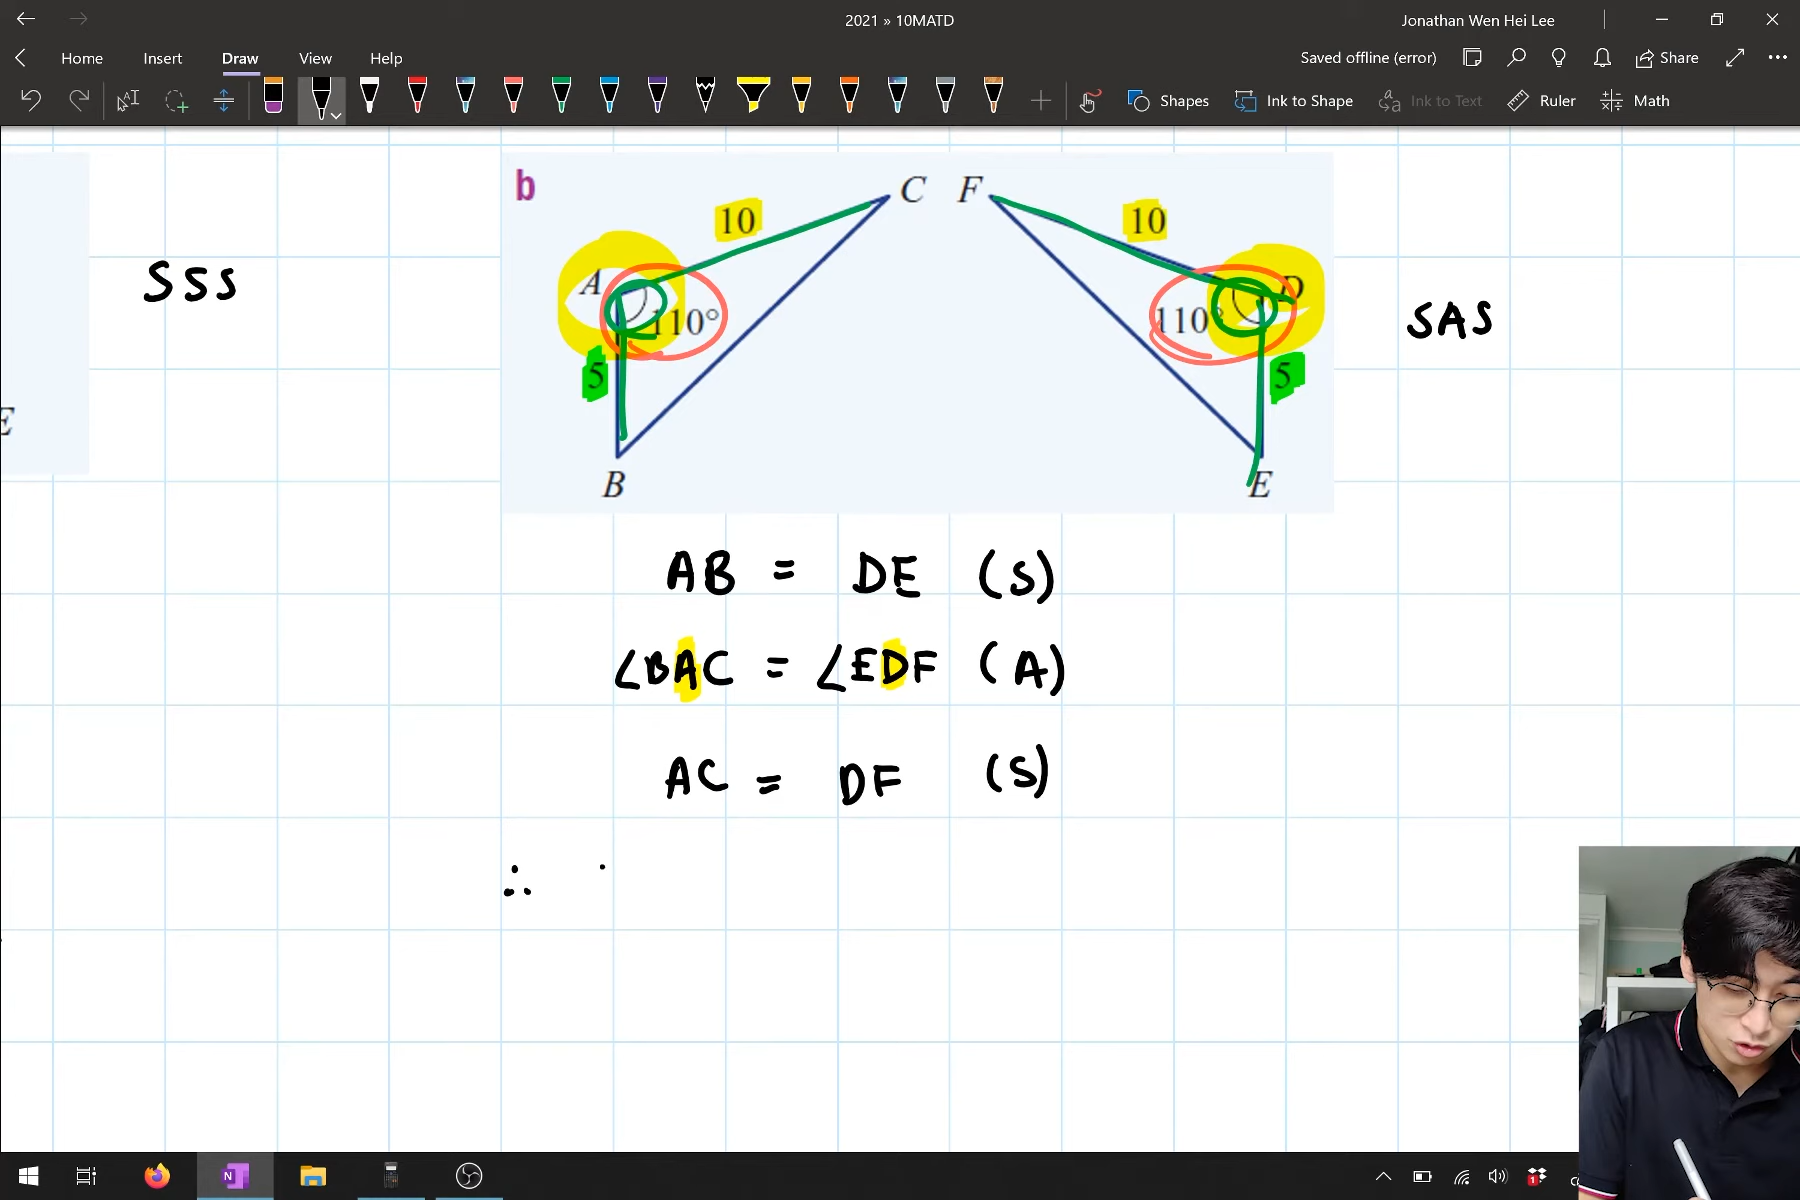 2021 » 10MATD
Jonathan Wen Hei Lee
Home Insert Draw View Help
Saved offline (error)
Share
Shapes
Ink to Shape
Ink to Text
Ruler
Math
b
C F
10 10
A D
110° 110°
5 5
B E
SSS
SAS
E
AB = DE (S)
∠BAC = ∠EDF (A)
AC = DF (S)
∴
N
1